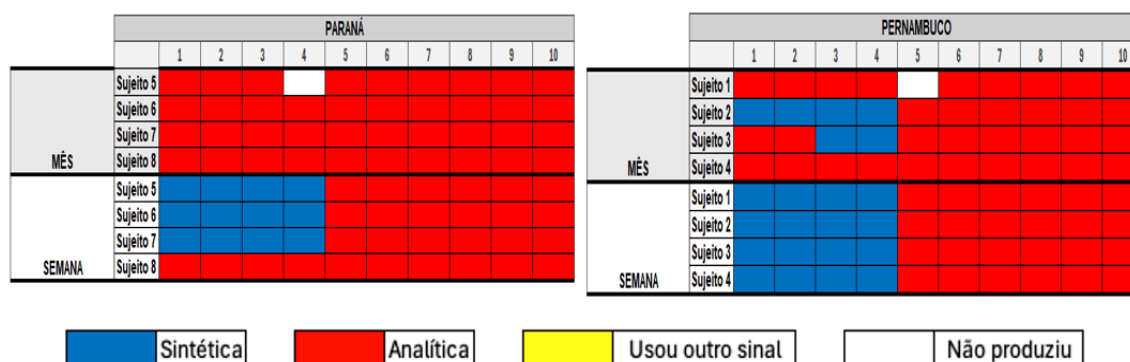 PARANÁ
1 2 3 4 5 6 7 8 9 10
MÊS
Sujeito 5
Sujeito 6
Sujeito 7
Sujeito 8
SEMANA
Sujeito 5
Sujeito 6
Sujeito 7
Sujeito 8
PERNAMBUCO
1 2 3 4 5 6 7 8 9 10
MÊS
Sujeito 1
Sujeito 2
Sujeito 3
Sujeito 4
SEMANA
Sujeito 1
Sujeito 2
Sujeito 3
Sujeito 4
Sintética Analítica Usou outro sinal Não produziu